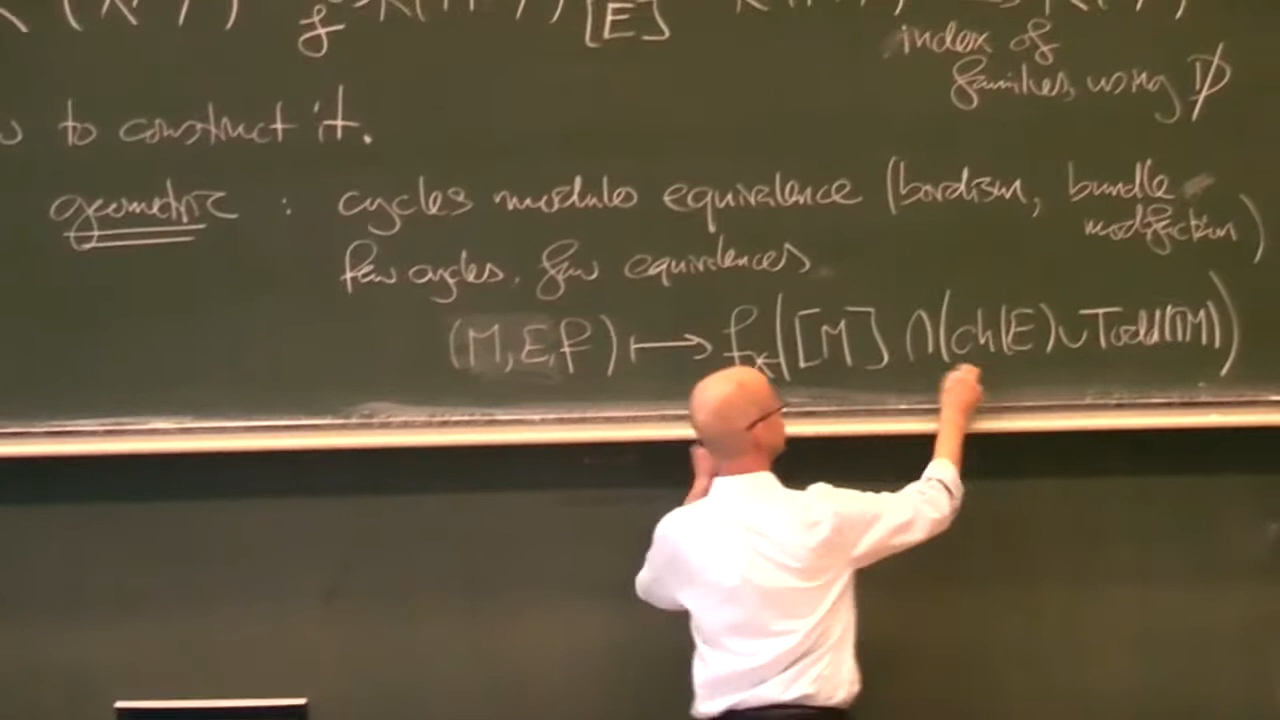 [E]
index of
families, using D̸
to construct it.
geometric : cycles modulo equivalence (bordism, bundle
modification)
few cycles, few equivalences
(M,E,f) ↦ f_*([M] ∩ (ch(E) ∪ Todd(TM))